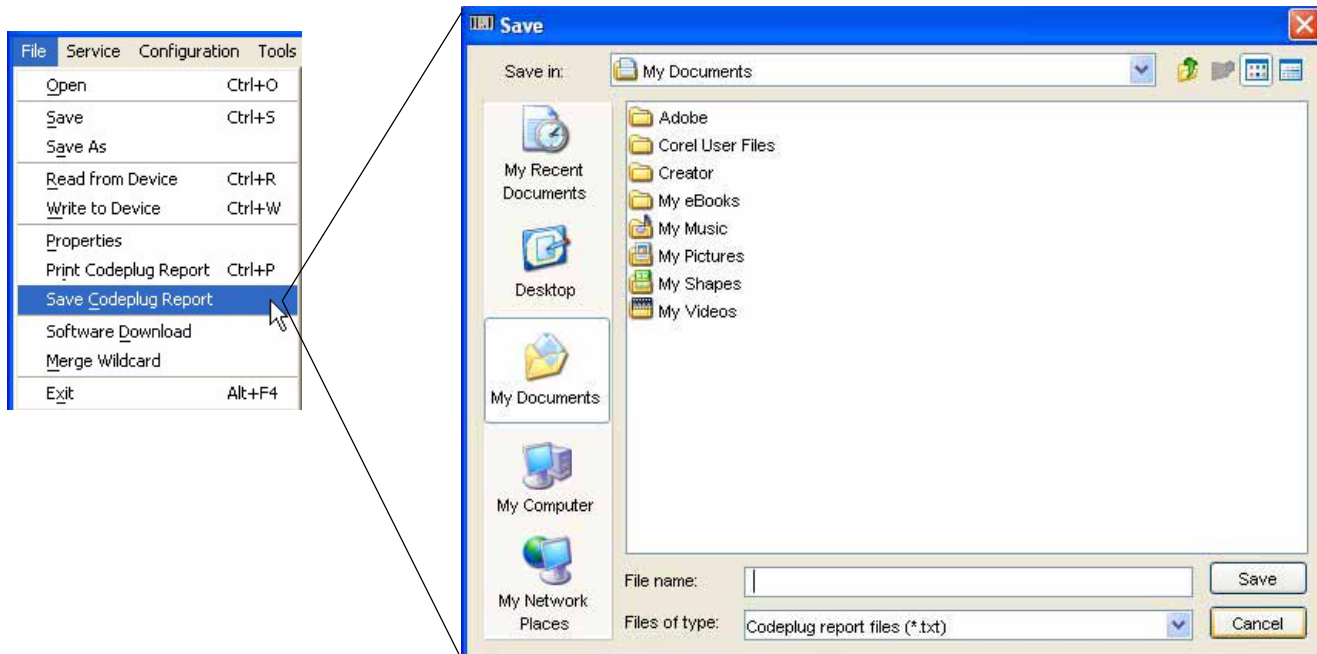 File Service Configuration Tools
Open Ctrl+O
Save Ctrl+S
Save As
Read from Device Ctrl+R
Write to Device Ctrl+W
Properties
Print Codeplug Report Ctrl+P
Save Codeplug Report
Software Download
Merge Wildcard
Exit Alt+F4
Save
Save in: My Documents
My Recent
Documents
Desktop
My Documents
My Computer
My Network
Places
Adobe
Corel User Files
Creator
My eBooks
My Music
My Pictures
My Shapes
My Videos
File name: Save
Files of type: Codeplug report files (*.txt) Cancel